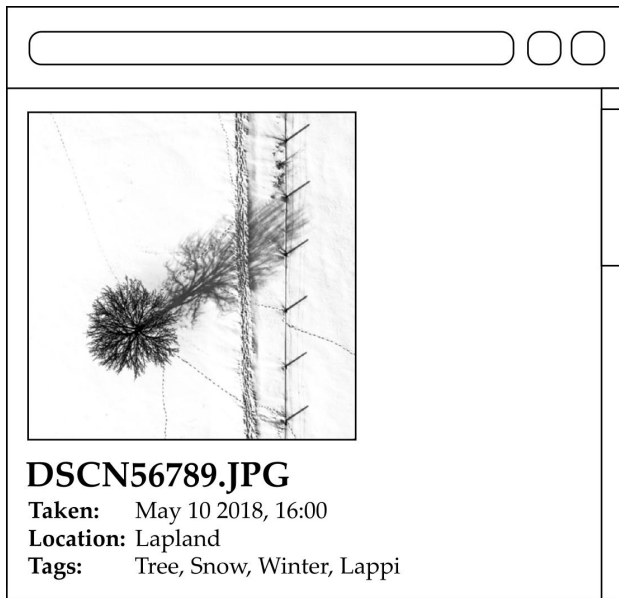 DSCN56789.JPG
Taken: May 10 2018, 16:00
Location: Lapland
Tags: Tree, Snow, Winter, Lappi